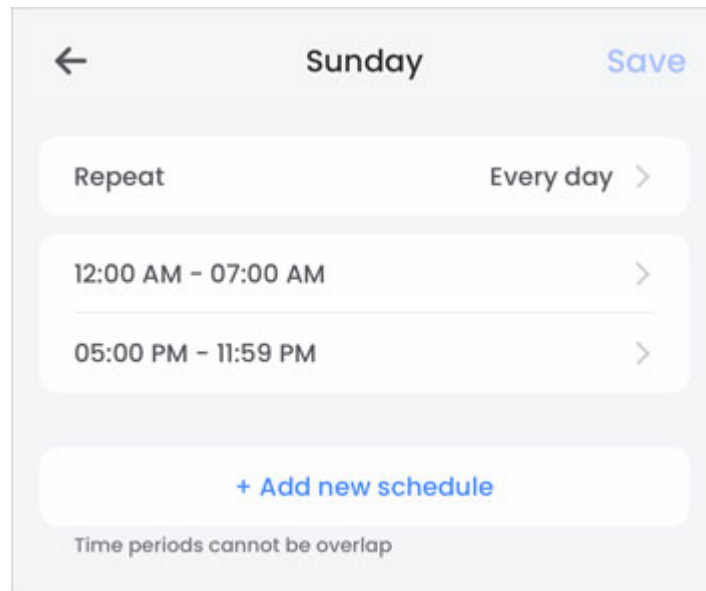 Sunday Save
Repeat Every day
12:00 AM - 07:00 AM
05:00 PM - 11:59 PM
+ Add new schedule
Time periods cannot be overlap